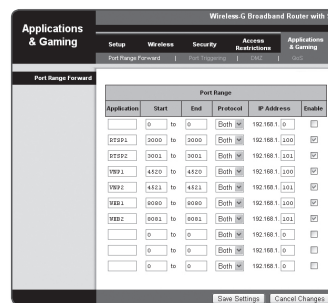 Wireless-G Broadband Router with
Applications
& Gaming
Setup Wireless Security Access Restrictions Applications & Gaming
Port Range Forward | Port Triggering | DMZ | QoS
Port Range Forward
Port Range
Application Start End Protocol IP Address Enable
0 to 0 Both 192.168.1. 0
RTSP1 3000 to 3000 Both 192.168.1. 100
RTSP2 3001 to 3001 Both 192.168.1. 101
VNP1 4520 to 4520 Both 192.168.1. 100
VNP2 4521 to 4521 Both 192.168.1. 101
WEB1 8080 to 8080 Both 192.168.1. 100
WEB2 8081 to 8081 Both 192.168.1. 101
0 to 0 Both 192.168.1. 0
0 to 0 Both 192.168.1. 0
0 to 0 Both 192.168.1. 0
Save Settings Cancel Changes